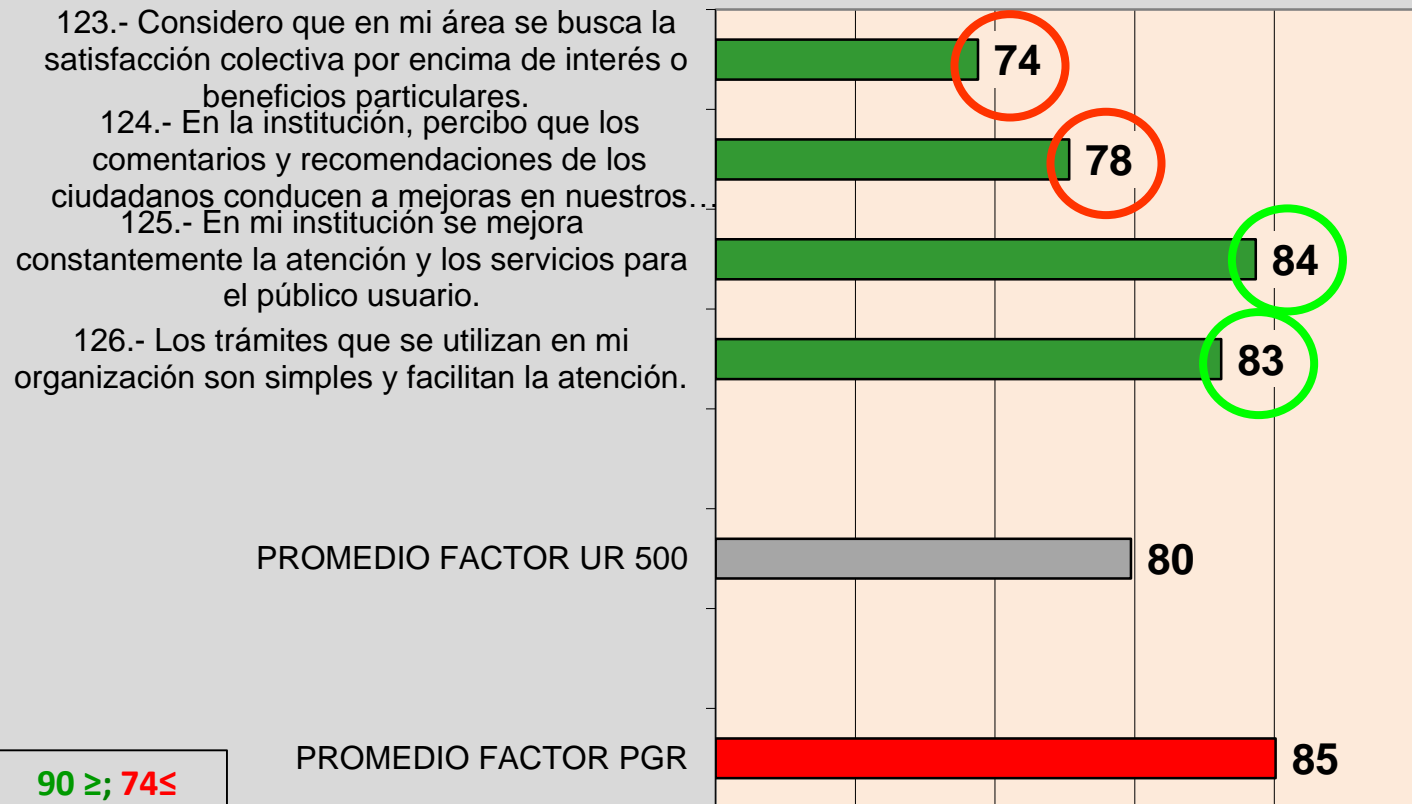 123.- Considero que en mi área se busca la
satisfacción colectiva por encima de interés o
beneficios particulares.
74
124.- En la institución, percibo que los
comentarios y recomendaciones de los
ciudadanos conducen a mejoras en nuestros…
78
125.- En mi institución se mejora
constantemente la atención y los servicios para
el público usuario.
84
126.- Los trámites que se utilizan en mi
organización son simples y facilitan la atención.
83
PROMEDIO FACTOR UR 500
80
PROMEDIO FACTOR PGR
85
90 ≥; 74≤